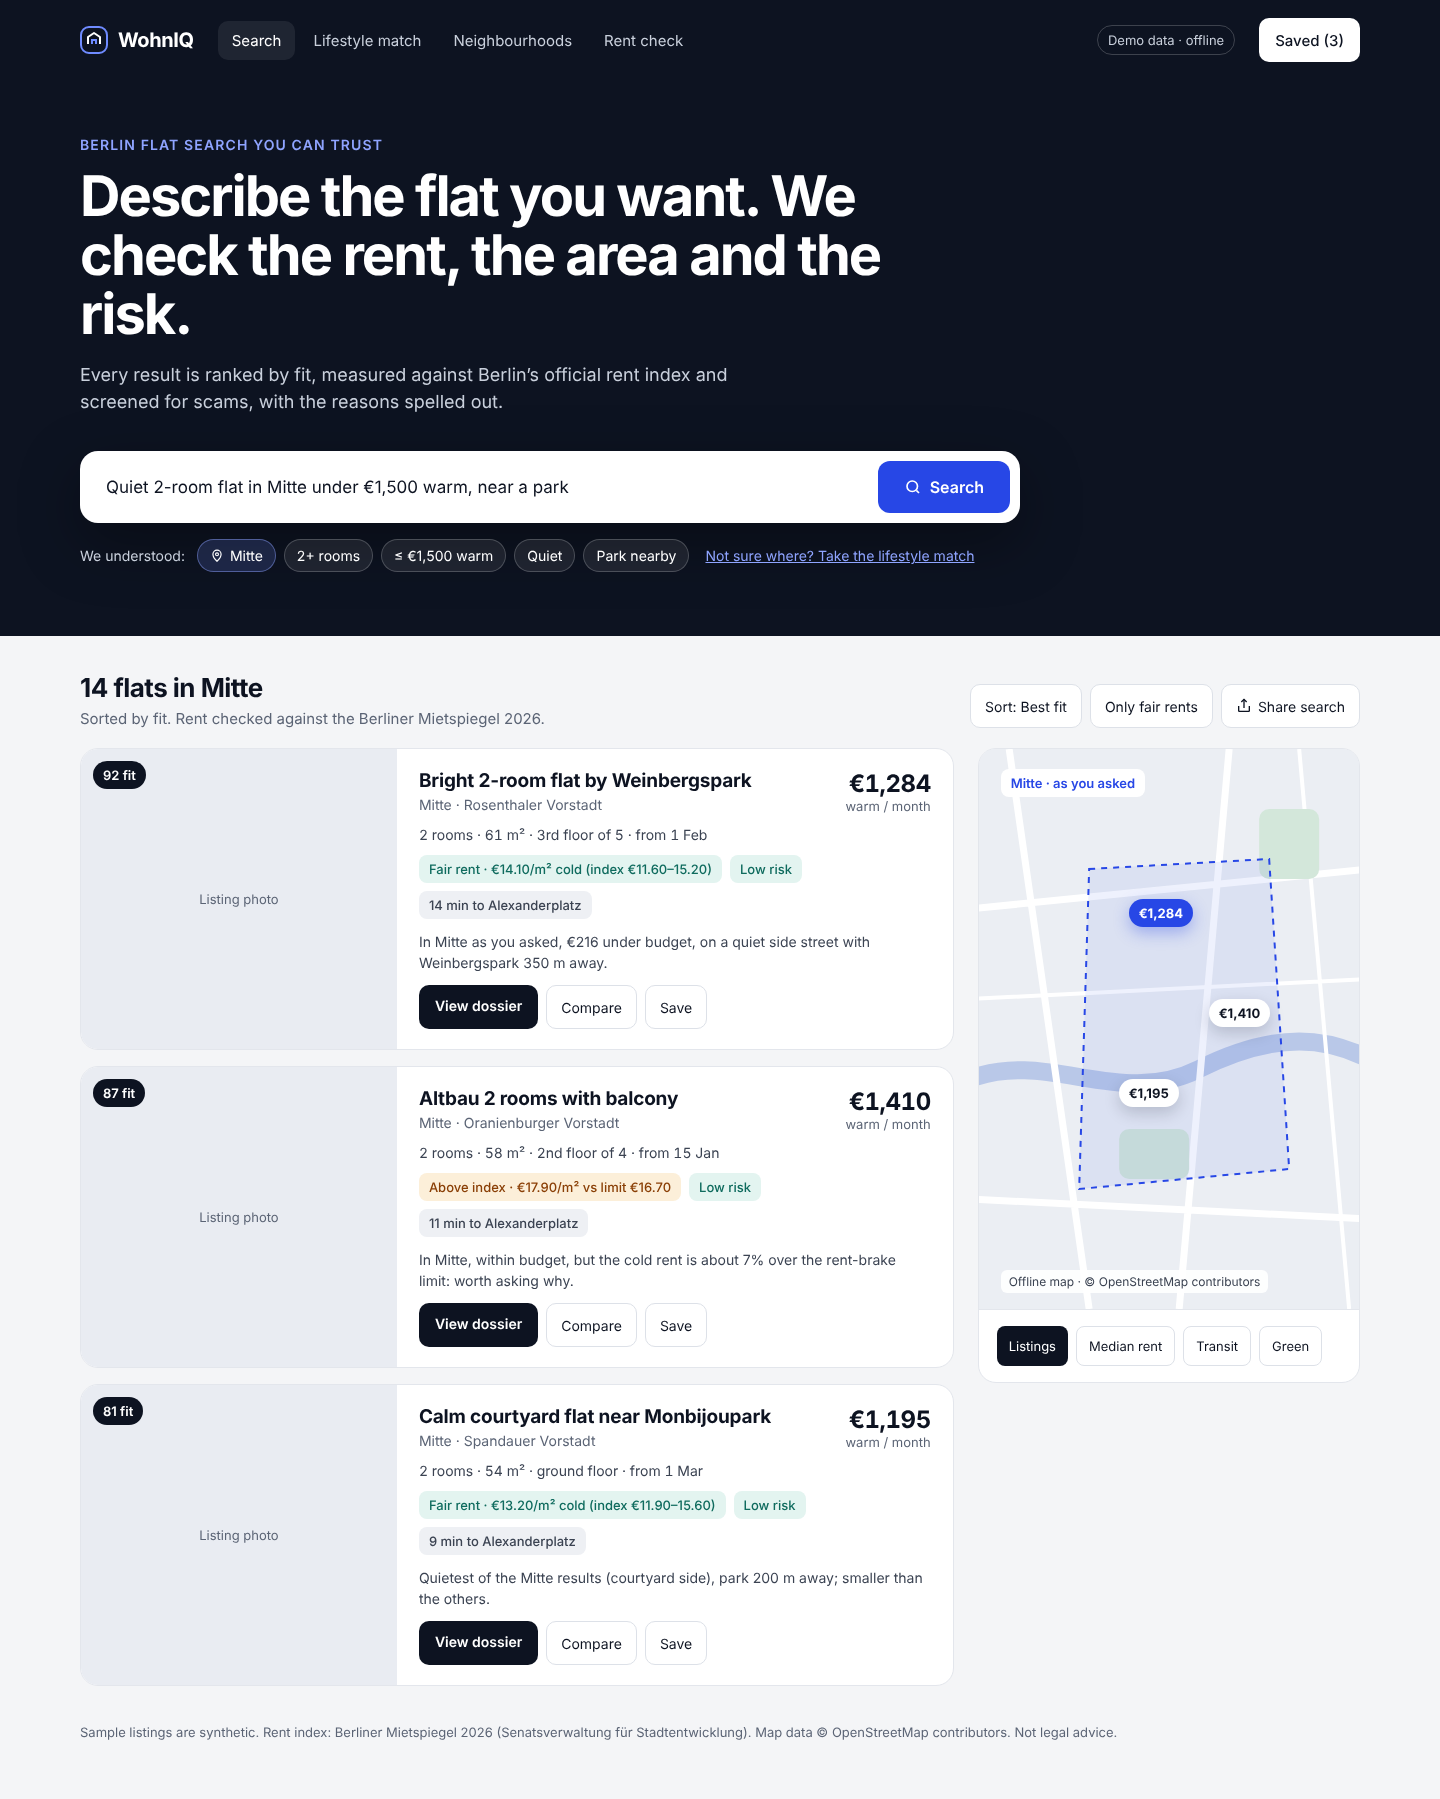 WohnIQ
Search
Lifestyle match
Neighbourhoods
Rent check
Demo data · offline
Saved (3)
BERLIN FLAT SEARCH YOU CAN TRUST
Describe the flat you want. We
check the rent, the area and the
risk.
Every result is ranked by fit, measured against Berlin’s official rent index and
screened for scams, with the reasons spelled out.
Quiet 2-room flat in Mitte under €1,500 warm, near a park
Search
We understood:
Mitte
2+ rooms
≤ €1,500 warm
Quiet
Park nearby
Not sure where? Take the lifestyle match
14 flats in Mitte
Sorted by fit. Rent checked against the Berliner Mietspiegel 2026.
Sort: Best fit
Only fair rents
Share search
92 fit
Listing photo
Bright 2-room flat by Weinbergspark
Mitte · Rosenthaler Vorstadt
€1,284
warm / month
2 rooms · 61 m² · 3rd floor of 5 · from 1 Feb
Fair rent · €14.10/m² cold (index €11.60–15.20)
Low risk
14 min to Alexanderplatz
In Mitte as you asked, €216 under budget, on a quiet side street with
Weinbergspark 350 m away.
View dossier
Compare
Save
87 fit
Listing photo
Altbau 2 rooms with balcony
Mitte · Oranienburger Vorstadt
€1,410
warm / month
2 rooms · 58 m² · 2nd floor of 4 · from 15 Jan
Above index · €17.90/m² vs limit €16.70
Low risk
11 min to Alexanderplatz
In Mitte, within budget, but the cold rent is about 7% over the rent-brake
limit: worth asking why.
View dossier
Compare
Save
81 fit
Listing photo
Calm courtyard flat near Monbijoupark
Mitte · Spandauer Vorstadt
€1,195
warm / month
2 rooms · 54 m² · ground floor · from 1 Mar
Fair rent · €13.20/m² cold (index €11.90–15.60)
Low risk
9 min to Alexanderplatz
Quietest of the Mitte results (courtyard side), park 200 m away; smaller than
the others.
View dossier
Compare
Save
Mitte · as you asked
€1,284
€1,410
€1,195
Offline map · © OpenStreetMap contributors
Listings
Median rent
Transit
Green
Sample listings are synthetic. Rent index: Berliner Mietspiegel 2026 (Senatsverwaltung für Stadtentwicklung). Map data © OpenStreetMap contributors. Not legal advice.